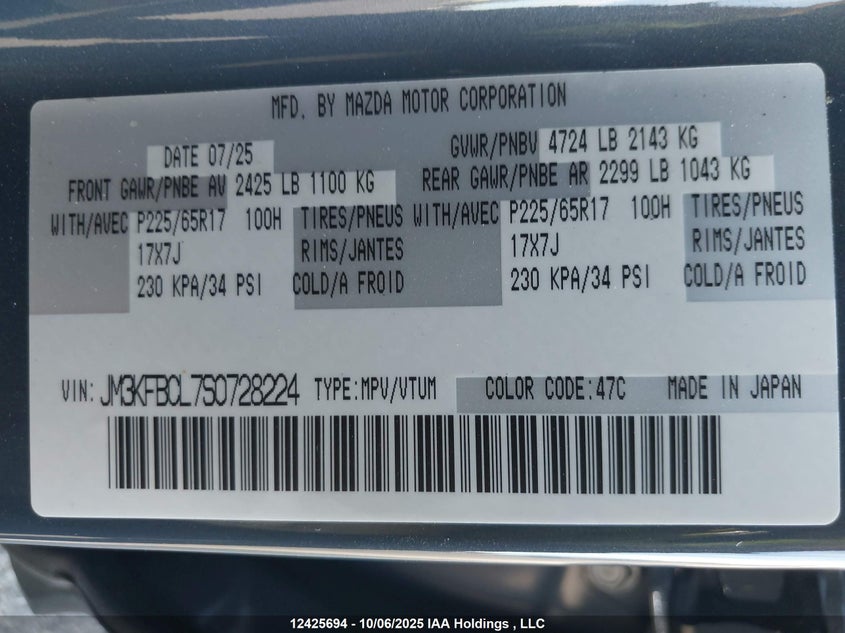 MFD. BY MAZDA MOTOR CORPORATION
DATE 07/25 GVWR/PNBV 4724 LB 2143 KG
FRONT GAWR/PNBE AV 2425 LB 1100 KG REAR GAWR/PNBE AR 2299 LB 1043 KG
WITH/AVEC P225/65R17 100H TIRES/PNEUS WITH/AVEC P225/65R17 100H TIRES/PNEUS
17X7J RIMS/JANTES 17X7J RIMS/JANTES
230 KPA/34 PSI COLD/A FROID 230 KPA/34 PSI COLD/A FROID
VIN: JM3KFBCL7S0728224 TYPE:MPV/VTUM COLOR CODE:47C MADE IN JAPAN
12425694 - 10/06/2025 IAA Holdings , LLC